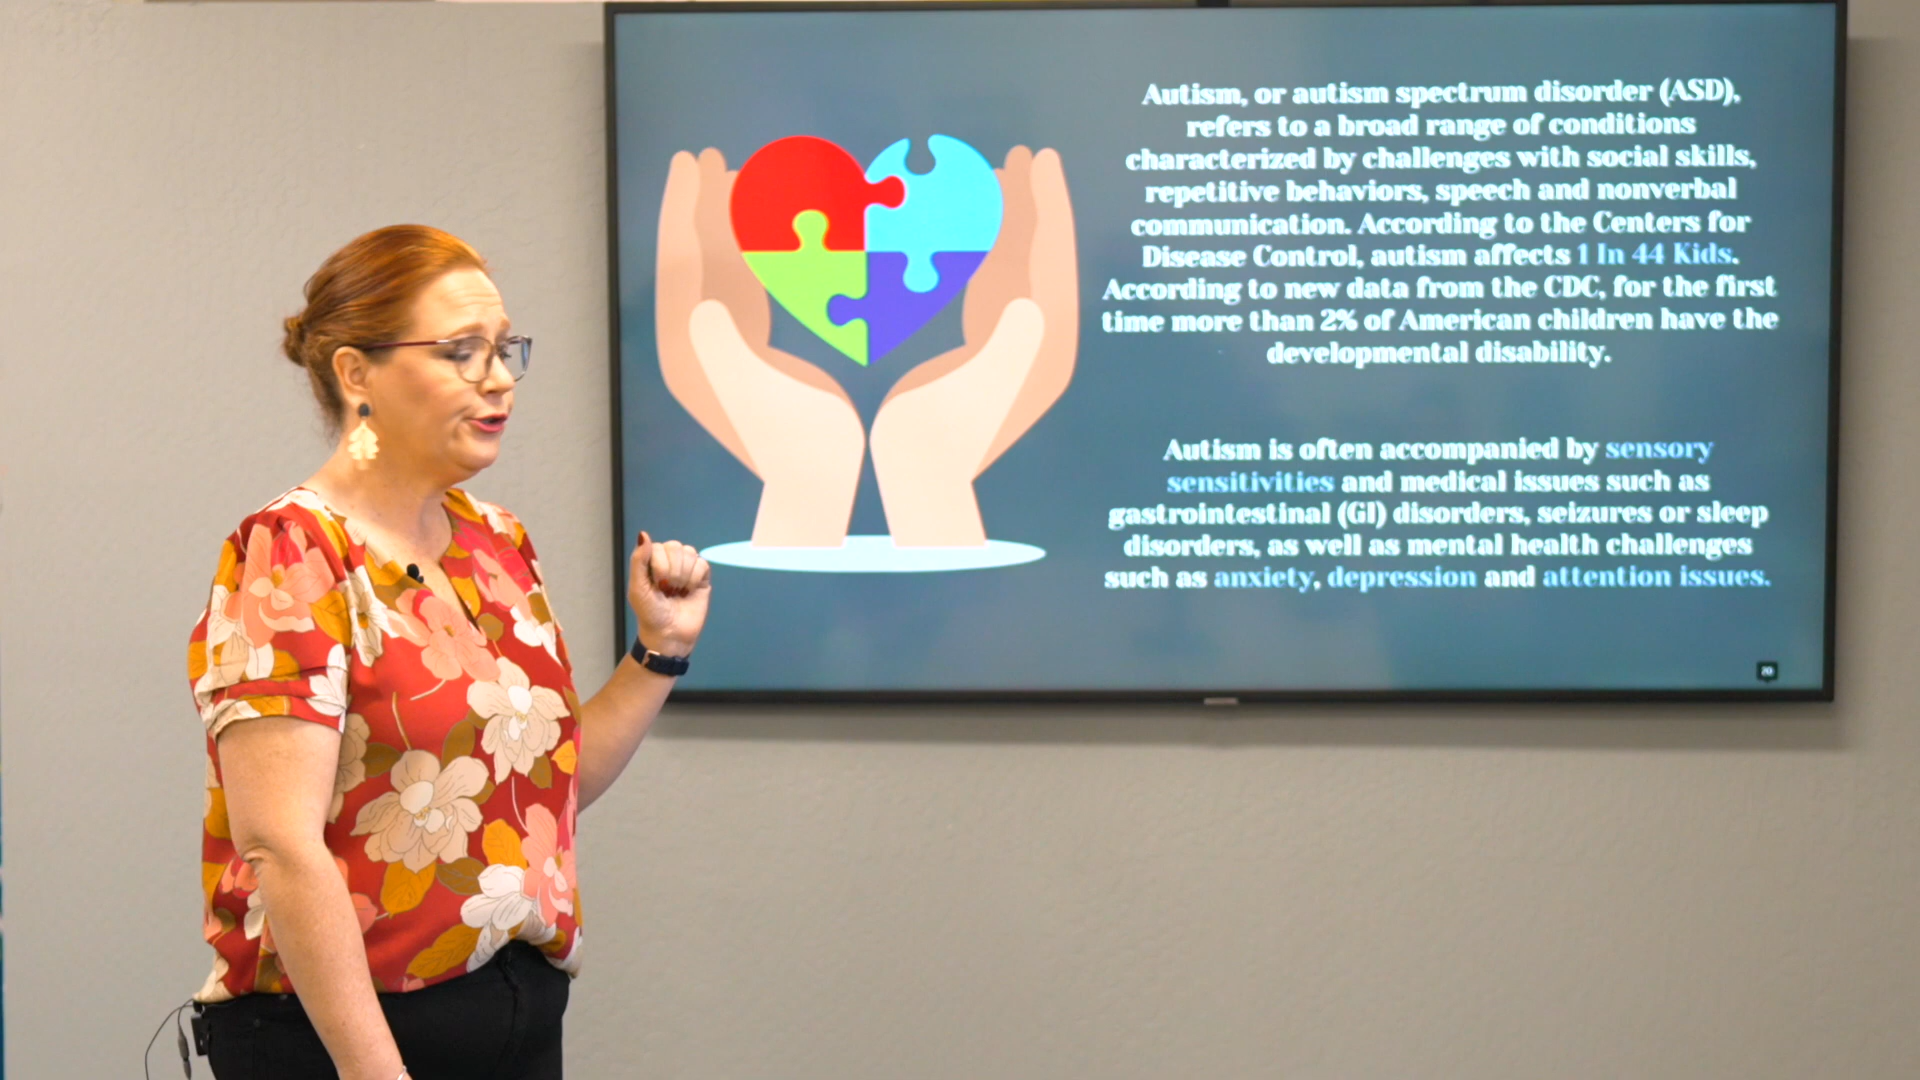 Autism, or autism spectrum disorder (ASD),
refers to a broad range of conditions
characterized by challenges with social skills,
repetitive behaviors, speech and nonverbal
communication. According to the Centers for
Disease Control, autism affects 1 In 44 Kids.
According to new data from the CDC, for the first
time more than 2% of American children have the
developmental disability.
Autism is often accompanied by sensory
sensitivities and medical issues such as
gastrointestinal (GI) disorders, seizures or sleep
disorders, as well as mental health challenges
such as anxiety, depression and attention issues.
20